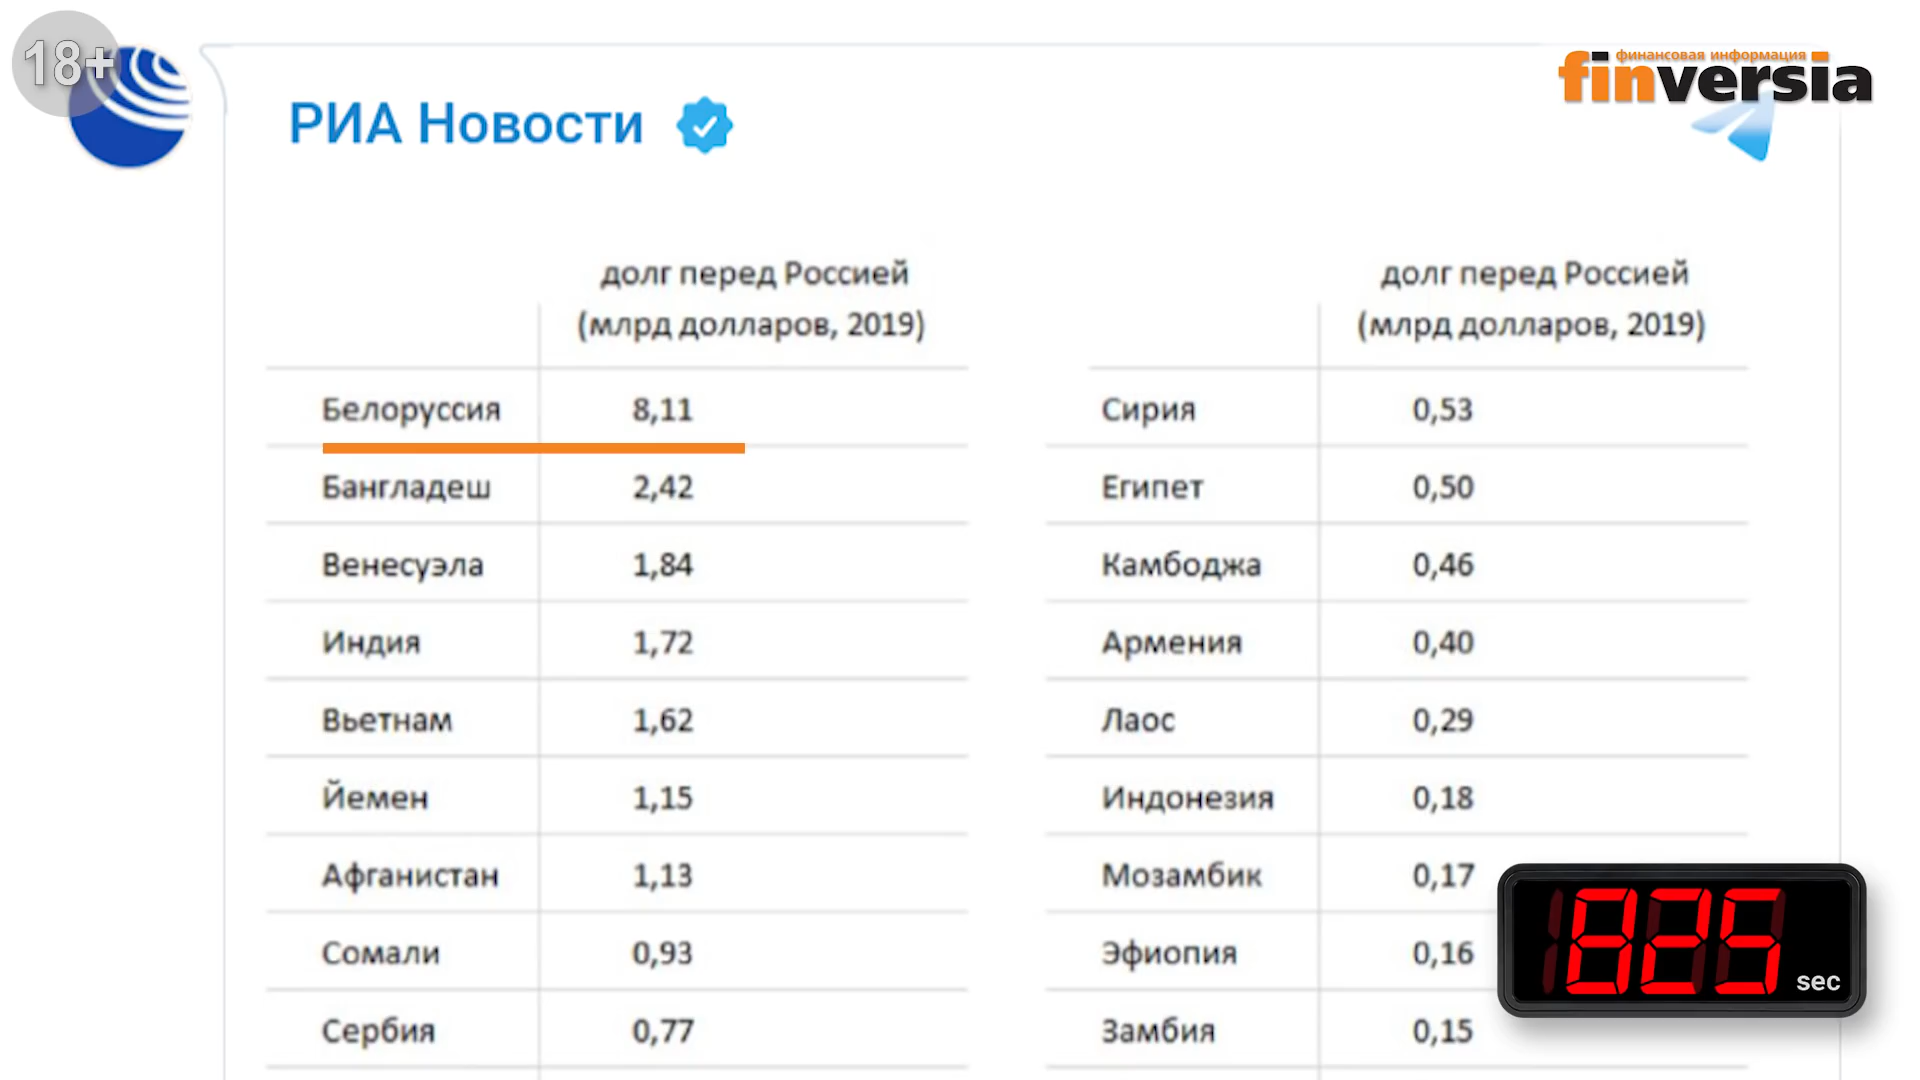 18+
финансовая информация
finversia
РИА Новости
долг перед Россией
(млрд долларов, 2019)
долг перед Россией
(млрд долларов, 2019)
Белоруссия 8,11
Сирия 0,53
Бангладеш 2,42
Египет 0,50
Венесуэла 1,84
Камбоджа 0,46
Индия 1,72
Армения 0,40
Вьетнам 1,62
Лаос 0,29
Йемен 1,15
Индонезия 0,18
Афганистан 1,13
Мозамбик 0,17
Сомали 0,93
Эфиопия 0,16
Сербия 0,77
Замбия 0,15
825 sec